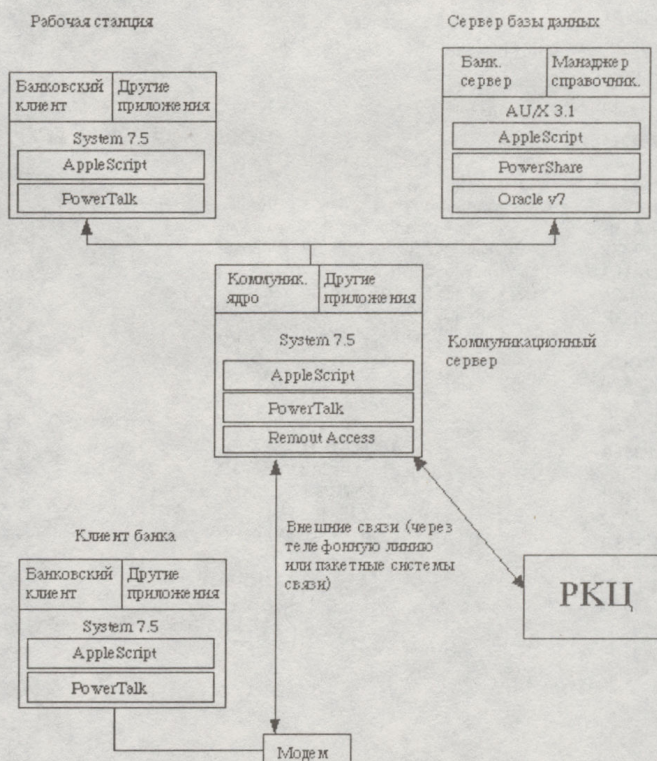 Рабочая станция
Сервер базы данных
Банковский
клиент
Другие
приложения
System 7.5
AppleScript
PowerTalk
Банк.
сервер
Манаджер
справочник.
AU/X 3.1
AppleScript
PowerShare
Oracle v7
Коммуник.
ядро
Другие
приложения
System 7.5
AppleScript
PowerTalk
Remout Access
Коммуникационный
сервер
Внешние связи (через
телефонную линию
или пакетные системы
связи)
РКЦ
Клиент банка
Банковский
клиент
Другие
приложения
System 7.5
AppleScript
PowerTalk
Модем